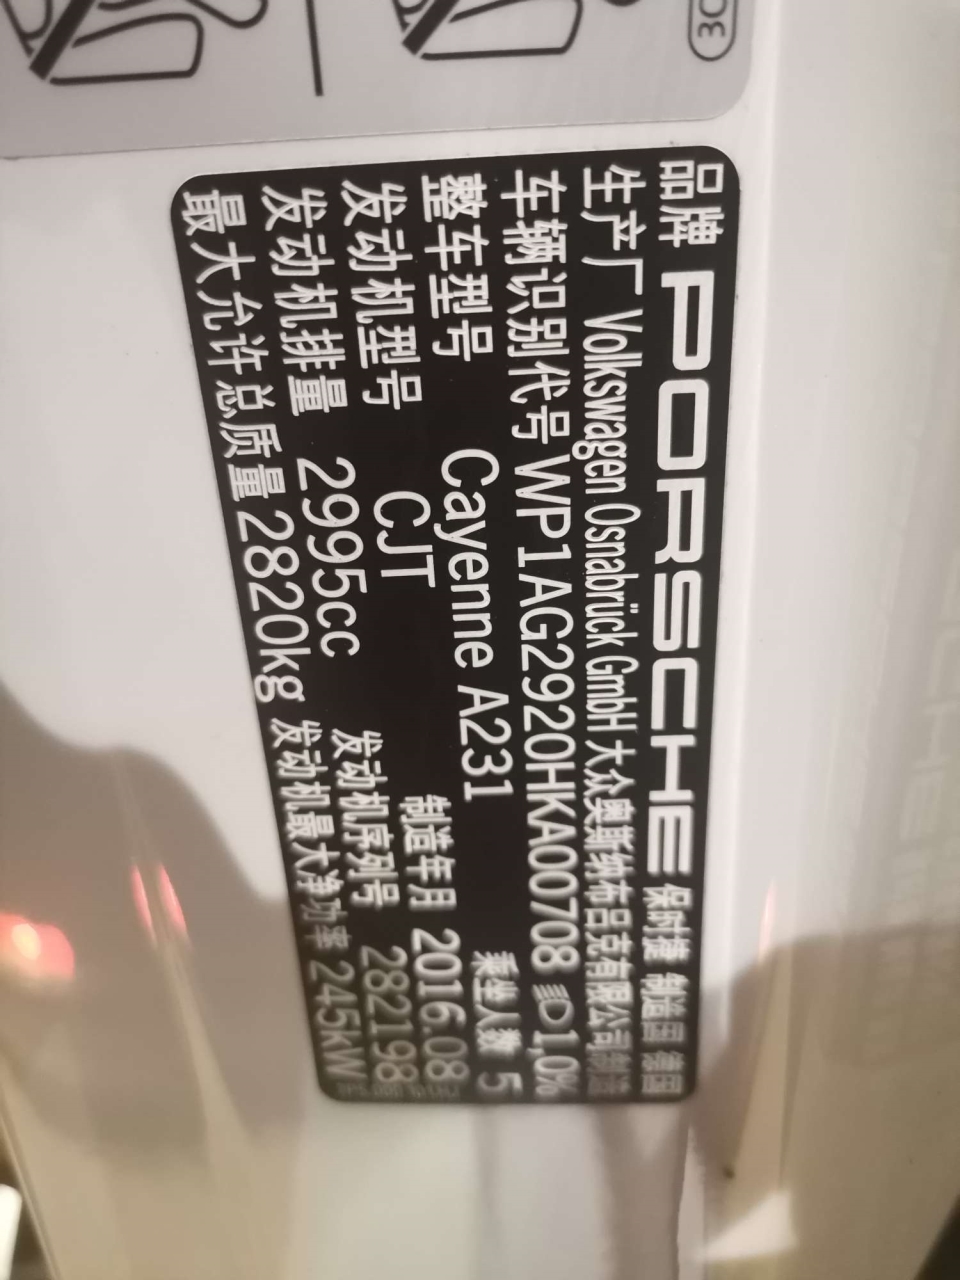 品牌 PORSCHE 保时捷 制造国 德国
生产厂 Volkswagen Osnabrück GmbH 大众奥斯纳布吕克有限公司制造
车辆识别代号 WP1AG2920HKA00708 1,0%
整车型号 Cayenne A231 乘坐人数 5
发动机型号 CJT 制造年月 2016.08
发动机排量 2995cc 发动机序列号 282198
最大允许总质量 2820kg 发动机最大净功率 245kW